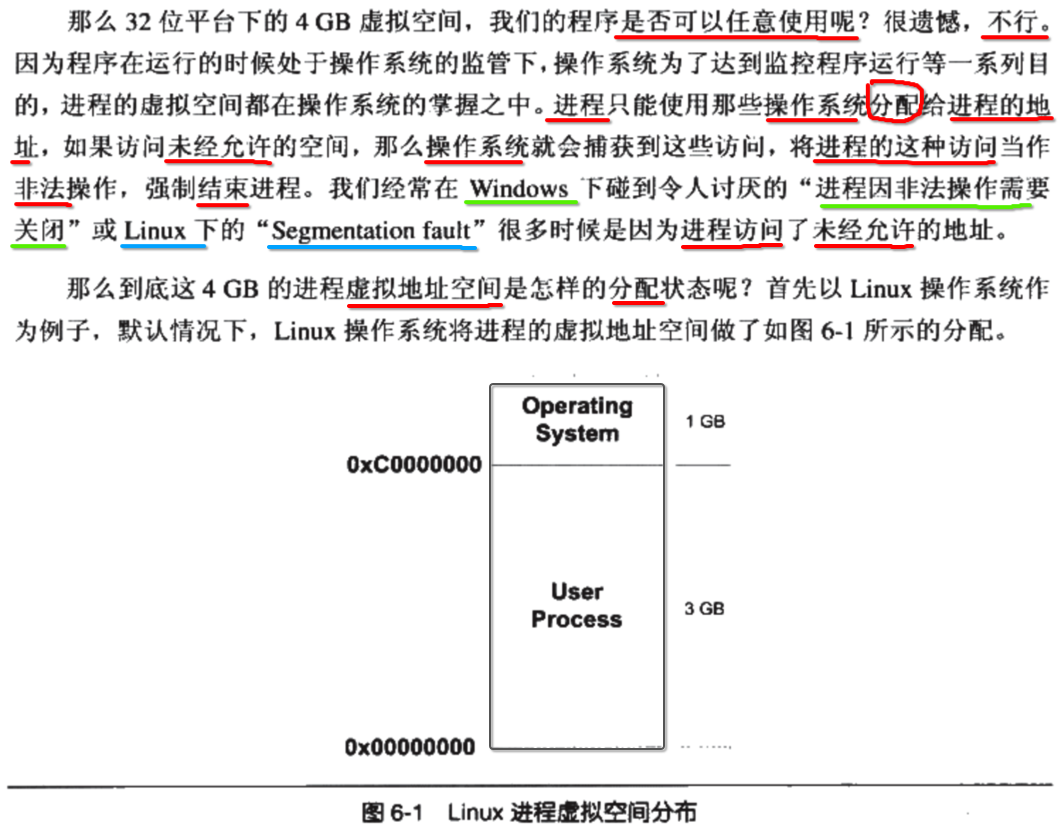 那么 32 位平台下的 4 GB 虚拟空间，我们的程序是否可以任意使用呢？很遗憾，不行。
因为程序在运行的时候处于操作系统的监管下，操作系统为了达到监控程序运行等一系列目
的，进程的虚拟空间都在操作系统的掌握之中。进程只能使用那些操作系统分配给进程的地
址，如果访问未经允许的空间，那么操作系统就会捕获到这些访问，将进程的这种访问当作
非法操作，强制结束进程。我们经常在 Windows 下碰到令人讨厌的“进程因非法操作需要
关闭”或 Linux 下的“Segmentation fault”很多时候是因为进程访问了未经允许的地址。
那么到底这 4 GB 的进程虚拟地址空间是怎样的分配状态呢？首先以 Linux 操作系统作
为例子，默认情况下，Linux 操作系统将进程的虚拟地址空间做了如图 6-1 所示的分配。
Operating
System
1 GB
0xC0000000
User
Process
3 GB
0x00000000
图 6-1 Linux 进程虚拟空间分布